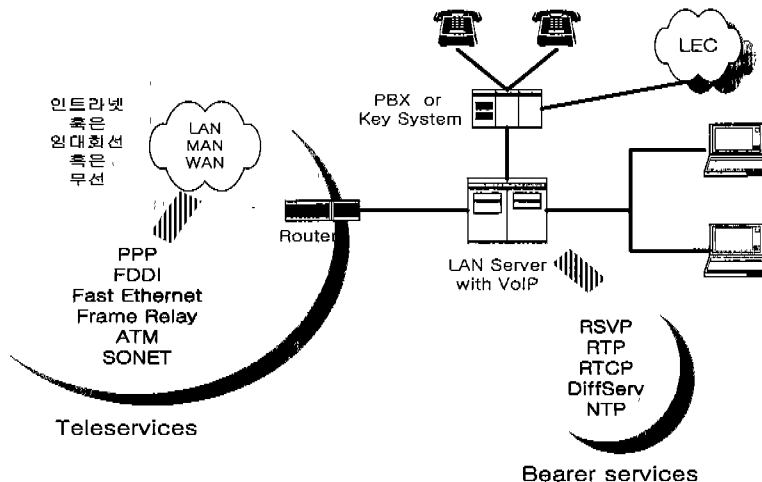 LEC
PBX or
Key System
인트라넷
혹은
임대회선
혹은
무선
LAN
MAN
WAN
Router
LAN Server
with VoIP
PPP
FDDI
Fast Ethernet
Frame Relay
ATM
SONET
Teleservices
RSVP
RTP
RTCP
DiffServ
NTP
Bearer services